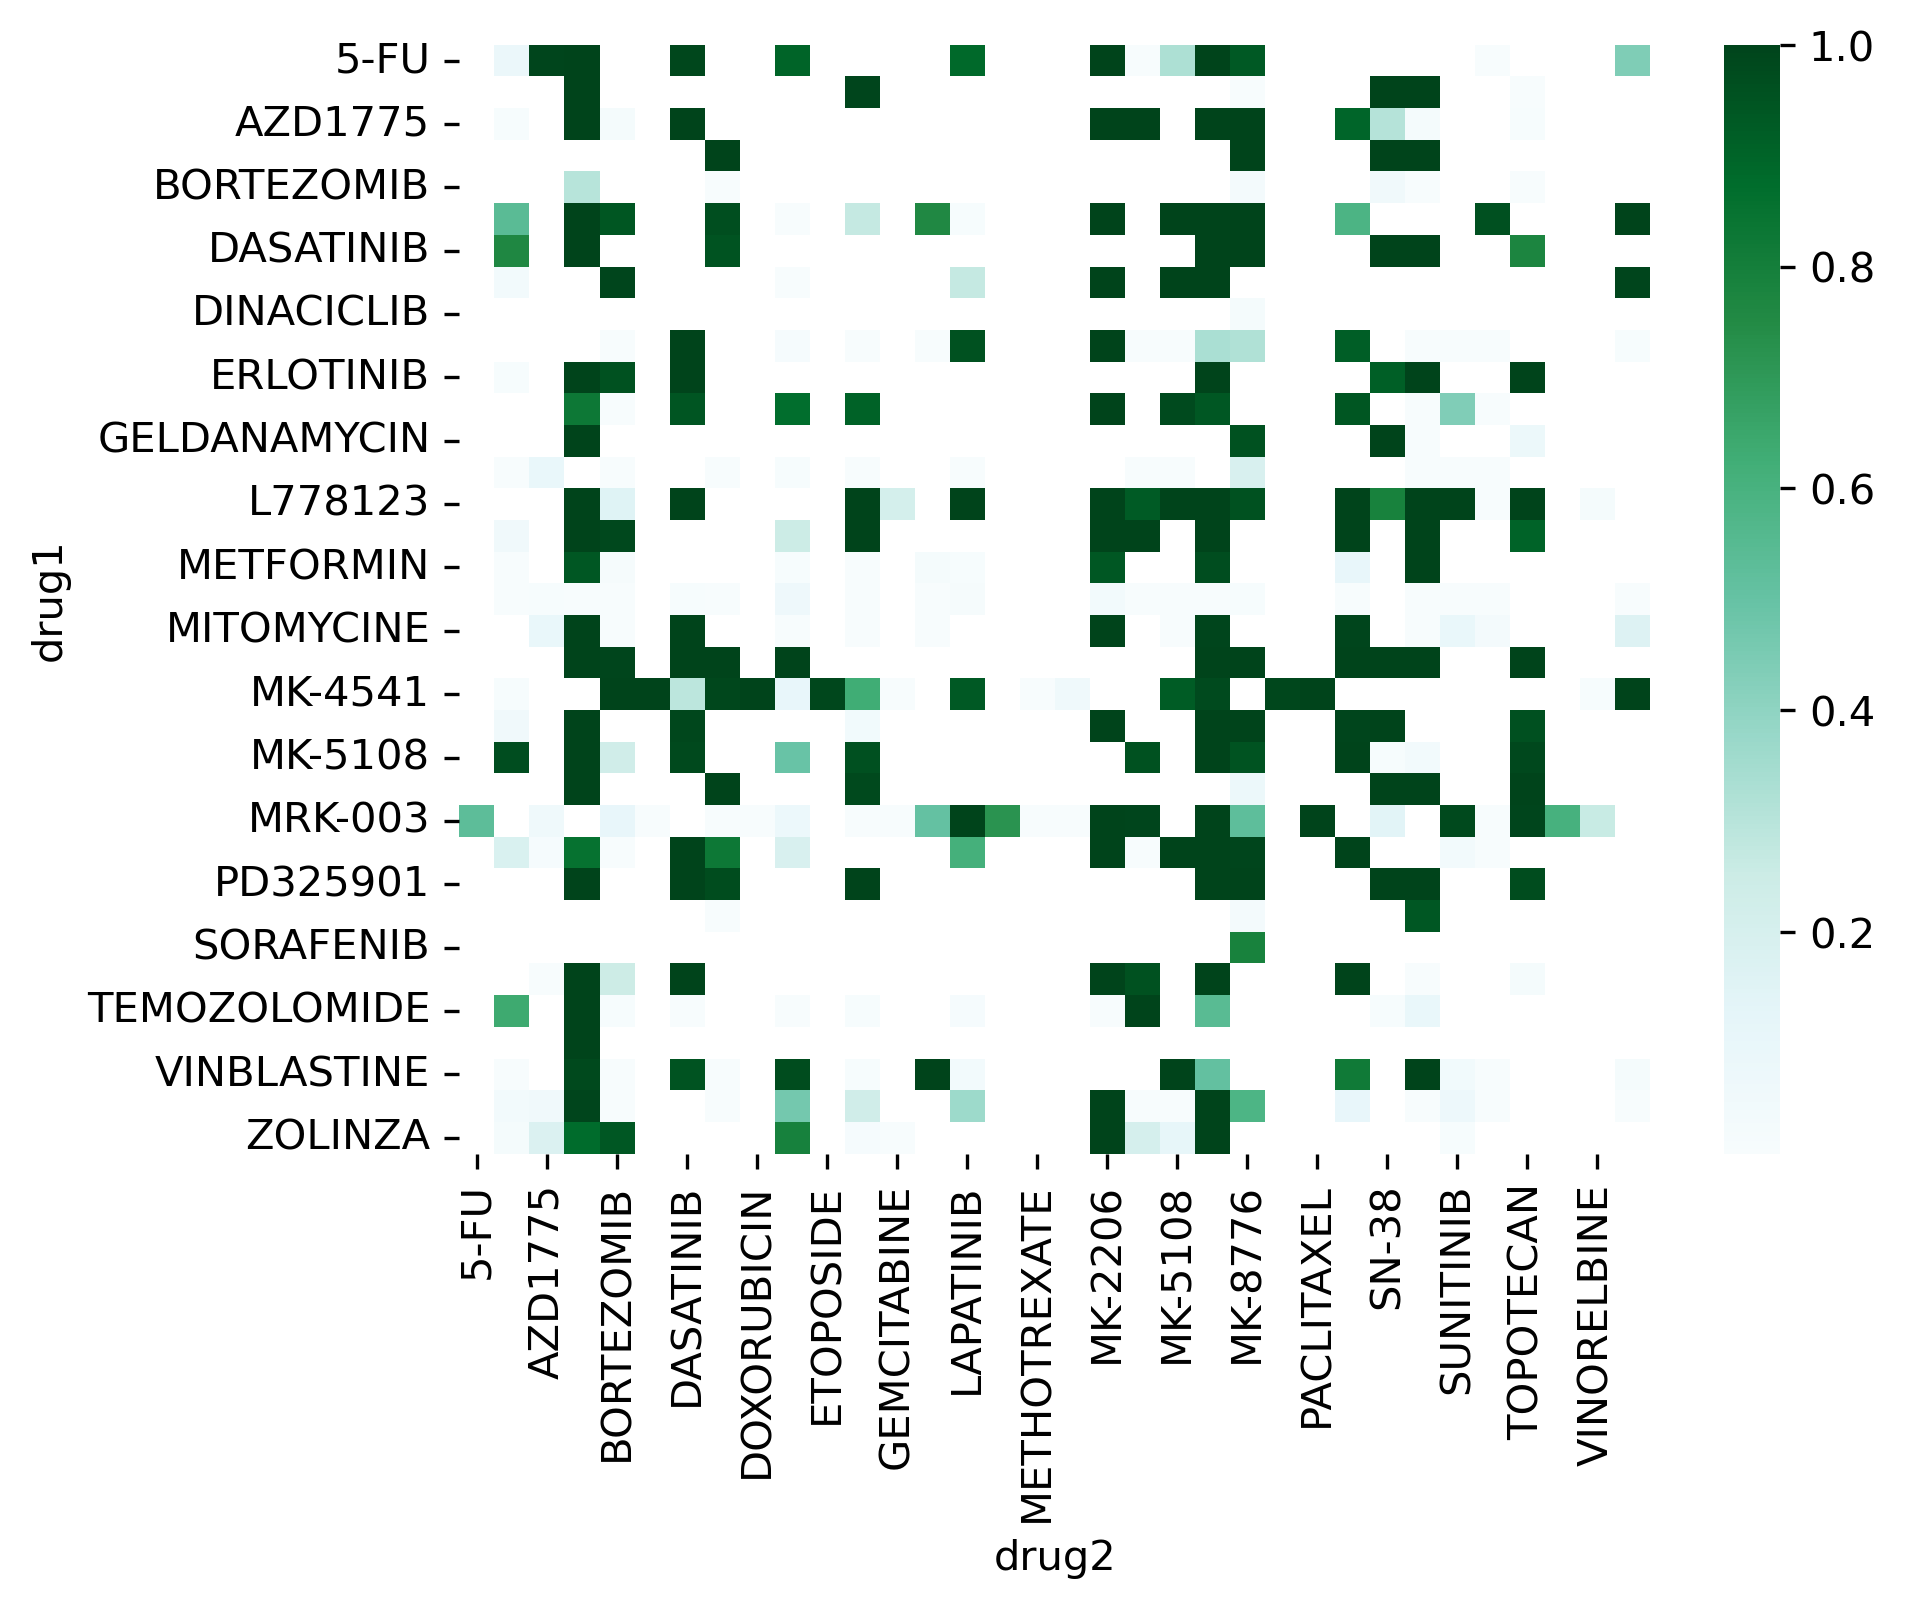 drug1
5-FU
AZD1775
BORTEZOMIB
DASATINIB
DINACICLIB
ERLOTINIB
GELDANAMYCIN
L778123
METFORMIN
MITOMYCINE
MK-4541
MK-5108
MRK-003
PD325901
SORAFENIB
TEMOZOLOMIDE
VINBLASTINE
ZOLINZA
5-FU
AZD1775
BORTEZOMIB
DASATINIB
DOXORUBICIN
ETOPOSIDE
GEMCITABINE
LAPATINIB
METHOTREXATE
MK-2206
MK-5108
MK-8776
PACLITAXEL
SN-38
SUNITINIB
TOPOTECAN
VINORELBINE
drug2
1.0
0.8
0.6
0.4
0.2